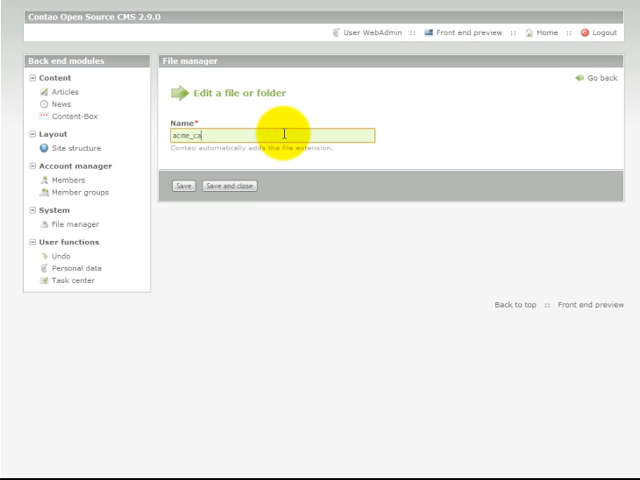 Contao Open Source CMS 2.9.0
User WebAdmin :: Front end preview :: Home :: Logout
Back end modules
Content
Articles
News
Content-Box
Layout
Site structure
Account manager
Members
Member groups
System
File manager
User functions
Undo
Personal data
Task center
File manager
Go back
Edit a file or folder
Name*
acme_ca
Contao automatically adds the file extension.
Save
Save and close
Back to top :: Front end preview